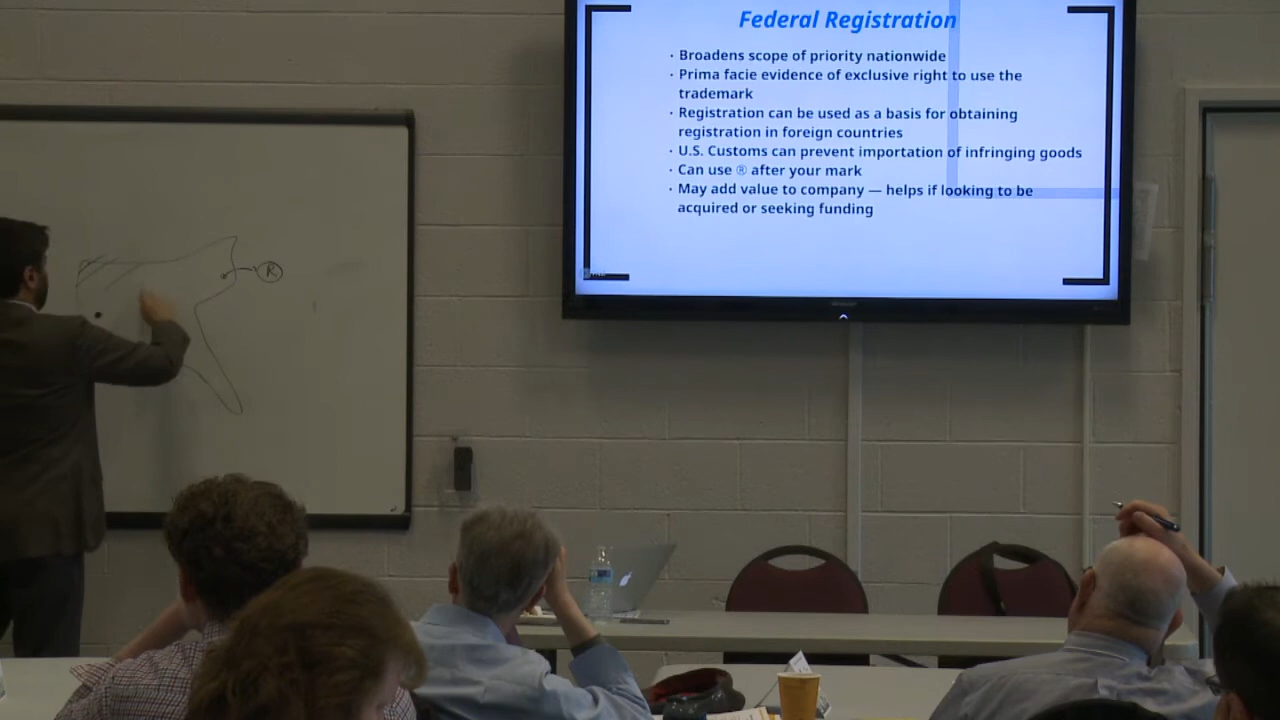 Federal Registration
· Broadens scope of priority nationwide
· Prima facie evidence of exclusive right to use the
trademark
· Registration can be used as a basis for obtaining
registration in foreign countries
· U.S. Customs can prevent importation of infringing goods
· Can use ® after your mark
· May add value to company — helps if looking to be
acquired or seeking funding
R